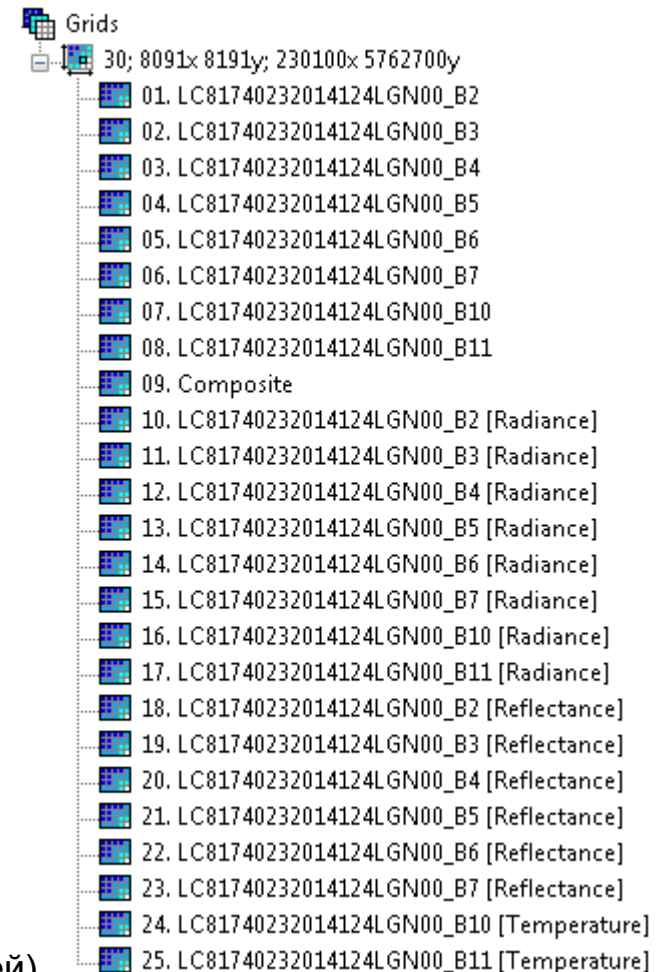 Grids
30; 8091x 8191y; 230100x 5762700y
01. LC81740232014124LGN00_B2
02. LC81740232014124LGN00_B3
03. LC81740232014124LGN00_B4
04. LC81740232014124LGN00_B5
05. LC81740232014124LGN00_B6
06. LC81740232014124LGN00_B7
07. LC81740232014124LGN00_B10
08. LC81740232014124LGN00_B11
09. Composite
10. LC81740232014124LGN00_B2 [Radiance]
11. LC81740232014124LGN00_B3 [Radiance]
12. LC81740232014124LGN00_B4 [Radiance]
13. LC81740232014124LGN00_B5 [Radiance]
14. LC81740232014124LGN00_B6 [Radiance]
15. LC81740232014124LGN00_B7 [Radiance]
16. LC81740232014124LGN00_B10 [Radiance]
17. LC81740232014124LGN00_B11 [Radiance]
18. LC81740232014124LGN00_B2 [Reflectance]
19. LC81740232014124LGN00_B3 [Reflectance]
20. LC81740232014124LGN00_B4 [Reflectance]
21. LC81740232014124LGN00_B5 [Reflectance]
22. LC81740232014124LGN00_B6 [Reflectance]
23. LC81740232014124LGN00_B7 [Reflectance]
24. LC81740232014124LGN00_B10 [Temperature]
25. LC81740232014124LGN00_B11 [Temperature]